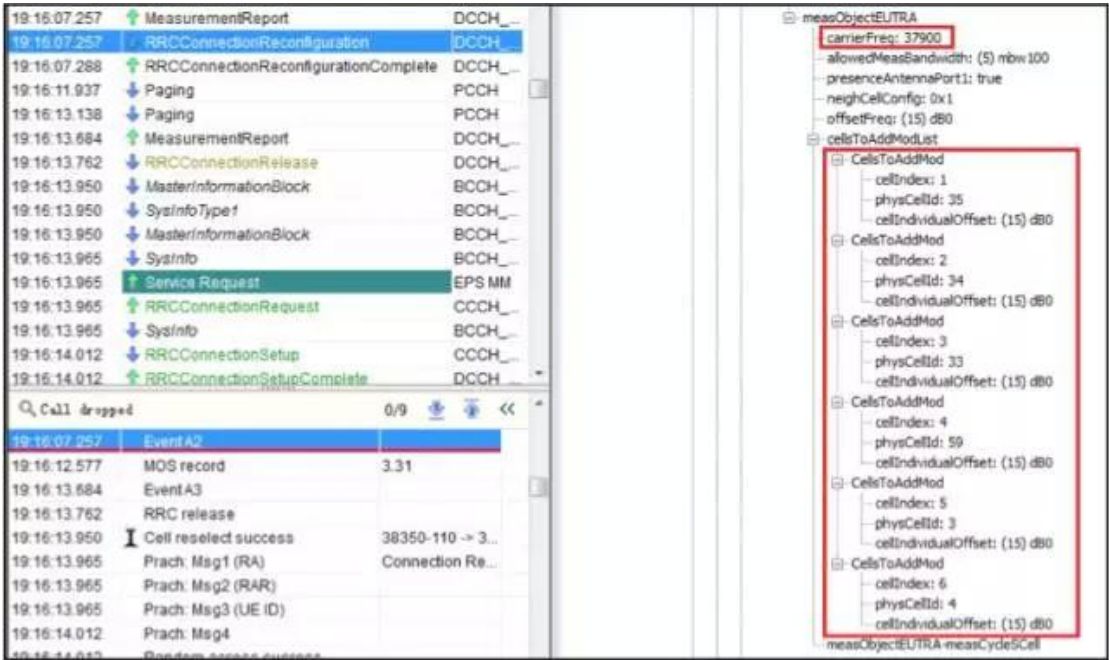 19:16:07.257 MeasurementReport DCCH_...
19:16:07.257 RRCConnectionReconfiguration DCCH_...
19:16:07.288 RRCConnectionReconfigurationComplete DCCH_...
19:16:11.937 Paging PCCH
19:16:13.138 Paging PCCH
19:16:13.684 MeasurementReport DCCH_...
19:16:13.762 RRCConnectionRelease DCCH_...
19:16:13.950 MasterInformationBlock BCCH_...
19:16:13.950 SysInfoType1 BCCH_...
19:16:13.950 MasterInformationBlock BCCH_...
19:16:13.965 SysInfo BCCH_...
19:16:13.965 Service Request EPS MM
19:16:13.965 RRCConnectionRequest CCCH_...
19:16:13.965 SysInfo BCCH_...
19:16:14.012 RRCConnectionSetup CCCH_...
19:16:14.012 RRCConnectionSetupComplete DCCH_...
Call dropped 0/9
19:16:07.257 Event A2
19:16:12.577 MOS record 3.31
19:16:13.684 Event A3
19:16:13.762 RRC release
19:16:13.950 Cell reselect success 38350-110 -> 3...
19:16:13.965 Prach: Msg1 (RA) Connection Re...
19:16:13.965 Prach: Msg2 (RAR)
19:16:13.965 Prach: Msg3 (UE ID)
19:16:14.012 Prach: Msg4
19:16:14.012 Random access success
measObjectEUTRA
carrierFreq: 37900
allowedMeasBandwidth: (5) mbw100
presenceAntennaPort1: true
neighCellConfig: 0x1
offsetFreq: (15) dB0
cellsToAddModList
CellsToAddMod
cellIndex: 1
physCellId: 35
cellIndividualOffset: (15) dB0
CellsToAddMod
cellIndex: 2
physCellId: 34
cellIndividualOffset: (15) dB0
CellsToAddMod
cellIndex: 3
physCellId: 33
cellIndividualOffset: (15) dB0
CellsToAddMod
cellIndex: 4
physCellId: 59
cellIndividualOffset: (15) dB0
CellsToAddMod
cellIndex: 5
physCellId: 3
cellIndividualOffset: (15) dB0
CellsToAddMod
cellIndex: 6
physCellId: 4
cellIndividualOffset: (15) dB0
measObjectEUTRA-measCycleSCell